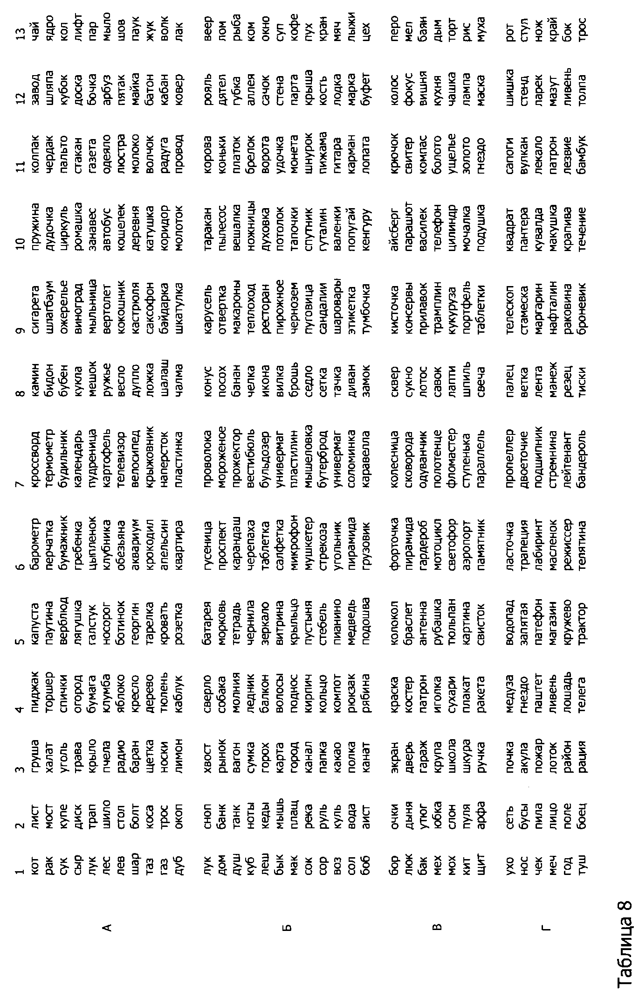 1 2 3 4 5 6 7 8 9 10 11 12 13
А
кот лист груша пиджак капуста барометр кроссворд камин сигарета пружина колпак завод чай
рак мост халат торшер паутина перчатка термометр бидон шлагбаум дудочка чердак шляпа ядро
сук купе уголь спички верблюд бумажник будильник бубен ожерелье циркуль пальто кубок кол
сыр диск трава огород лягушка гребенка календарь кукла виноград ромашка стакан доска лифт
лук трап крыло бумага галстук цыпленок пудреница мешок мыльница занавес газета бочка пар
лес шило пчела клумба носорог клубника картофель ружье вертолет автобус одеяло арбуз мыло
лев стол радио яблоко ботинок обезьяна телевизор весло кокошник кошелек люстра пятак шов
шар болт баран кресло георгин аквариум велосипед дупло кастрюля деревня молоко майка паук
таз коса щетка дерево тарелка крокодил крыжовник ложка саксофон катушка волчок батон жук
газ трос носки тюлень кровать апельсин наперсток шалаш байдарка коридор радуга кабан волк
дуб окоп лимон каблук розетка квартира пластинка чалма шкатулка молоток провод ковер лак
Б
лук сноп хвост сверло батарея гусеница проволока конус карусель таракан корова рояль веер
дом банк рынок собака морковь проспект мороженое посох отвертка пылесос коньки дятел лом
душ танк вагон молния тетрадь карандаш прожектор банан макароны вешалка платок губка рыба
куб ноты сумка ледник чернила черепаха вестибюль челка теплоход ножницы брелок аллея ком
леш кеды горох балкон зеркало таблетка бульдозер икона ресторан духовка ворота сачок окно
бык мышь карта волосы витрина салфетка универмаг вилка пирожное потолок удочка стена суп
мак плащ город поднос крыльцо микрофон пластилин брошь чернозем тапочки монета парта кофе
сок река канал кирпич пустыня мушкетер мышеловка седло пуговица спутник шнурок крыша пух
сор руль папка кольцо стебель стрекоза бутерброд сетка сандалии гуталин пижама кость кран
воз куль какао компот пианино угольник универмаг тачка шаровары валенки гитара лодка мяч
сол вода полка рюкзак медведь пирамида соломинка диван этикетка попугай карман марка лыжи
боб аист канат рябина подошва грузовик каравелла замок тумбочка кенгуру лопата буфет цех
В
бор очки экран краска колокол форточка колесница сквер кисточка айсберг крючок колос перо
люк дыня дверь костер браслет пирамида сковорода сукно консервы парашют свитер фокус мел
бак утюг гараж патрон антенна гардероб одуванчик лотос прилавок василек компас вишня баян
мех юбка крупа иголка рубашка мотоцикл полотенце савок трамплин телефон болото кухня дым
мох слон школа сухари тюльпан светофор фломастер лапти кукуруза цилиндр ущелье чашка торт
кит пуля шкура плакат картина аэропорт ступенька шпиль портфель мочалка золото лампа рис
щит арфа ручка ракета свисток памятник параллель свеча таблетки подушка гнездо маска муха
Г
ухо сеть почка медуза водопад ласточка пропеллер палец телескоп квадрат сапоги шишка рот
нос бусы акула гнездо запятая трапеция двоеточие ветка стамеска пантера вулкан стенд стул
чек пила пожар паштет патефон лабиринт подшипник лента маргарин кувалда лекало ларек нож
меч лицо лоток ливень магазин масленок стремнина манеж нафталин макушка патрон мазут край
год поле район лошадь кружево режиссер лейтенант резец раковина крапива лезвие ливень бок
туш боец рация телега трактор телятина бандероль тиски броневик течение бамбук толпа трос
Таблица 8